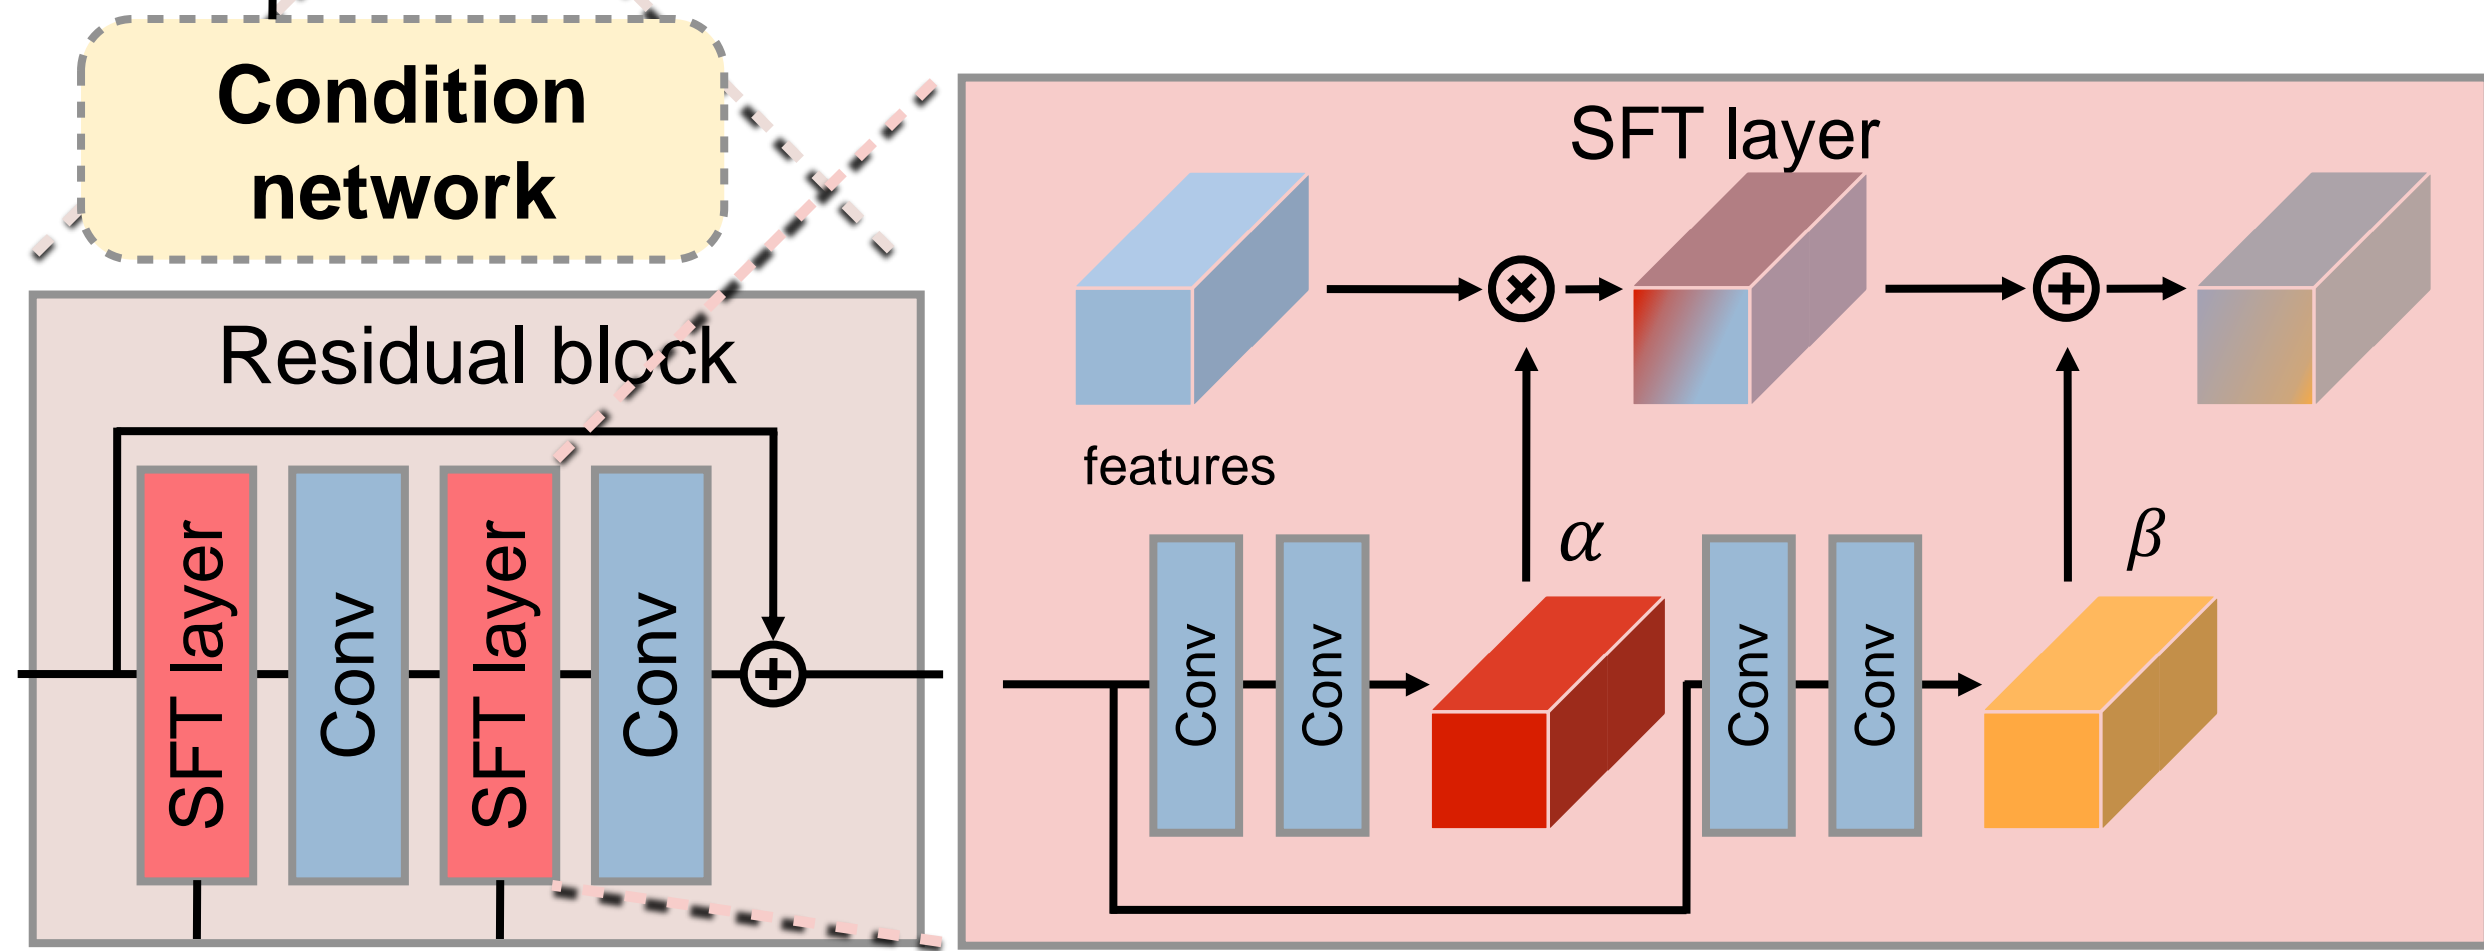 Condition
network
Residual block
SFT layer
Conv
SFT layer
Conv
SFT layer
features
α
β
Conv
Conv
Conv
Conv